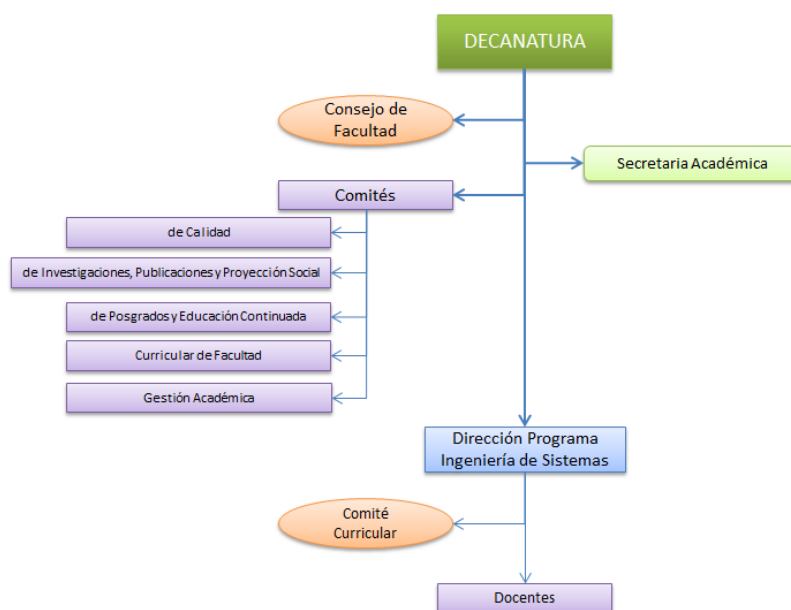 DECANATURA
Consejo de
Facultad
Secretaria Académica
Comités
de Calidad
de Investigaciones, Publicaciones y Proyección Social
de Posgrados y Educación Continuada
Curricular de Facultad
Gestión Académica
Dirección Programa
Ingeniería de Sistemas
Comité
Curricular
Docentes